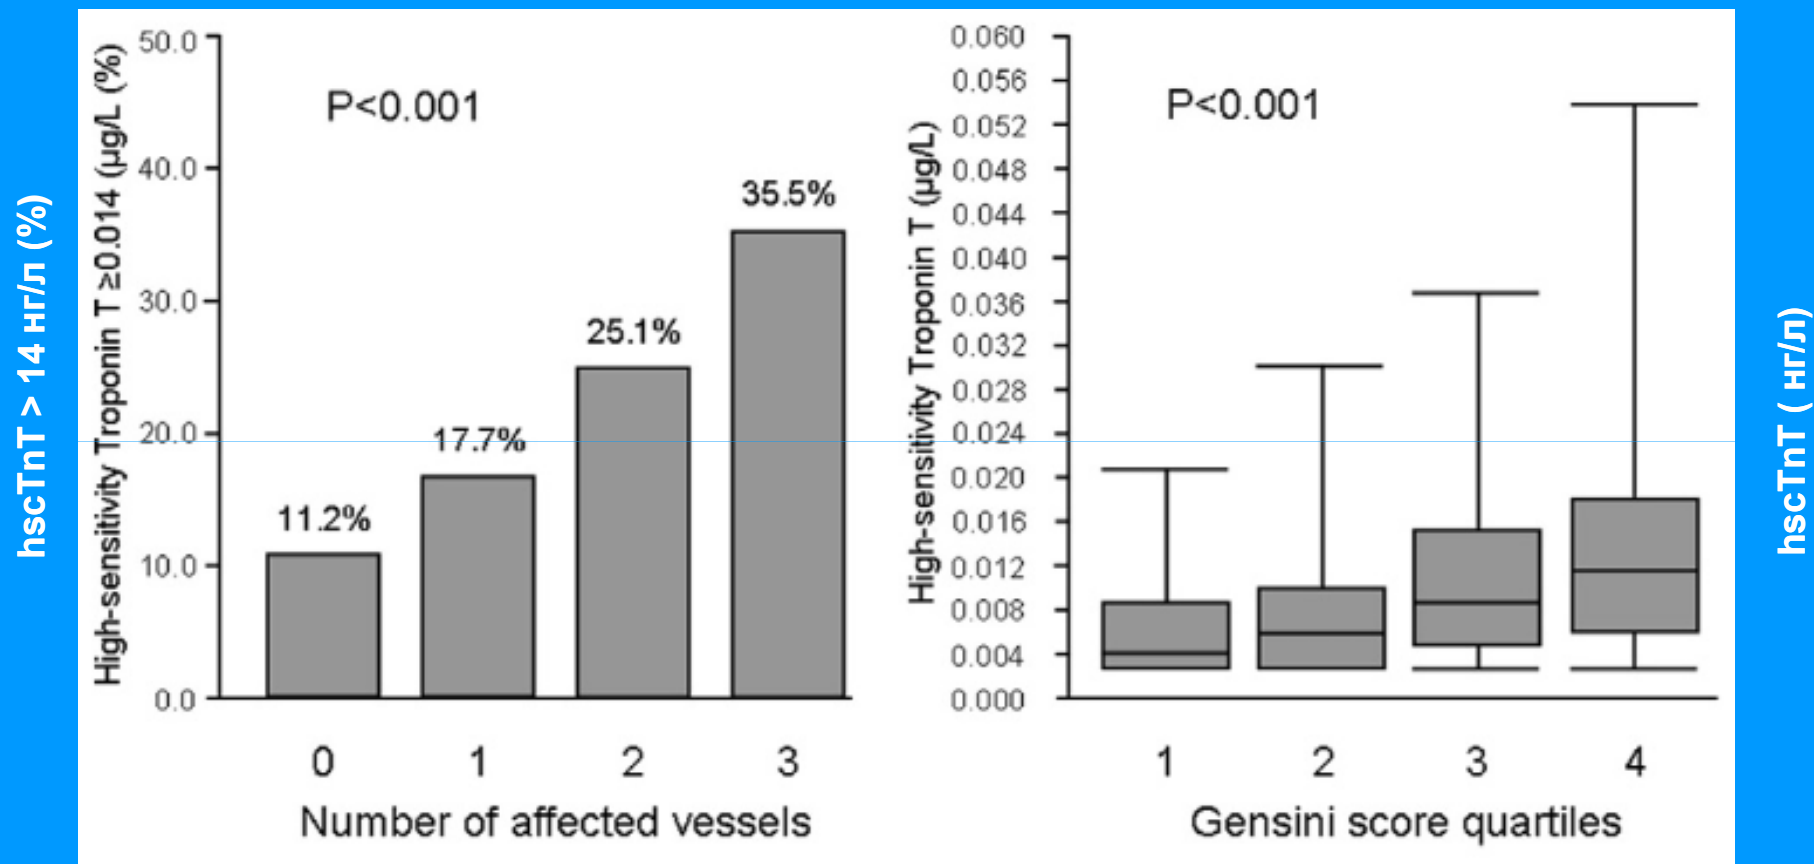 hscTnT > 14 нг/л (%)
High-sensitivity Troponin T ≥0.014 (µg/L (%)
50.0
40.0
30.0
20.0
10.0
0.0
P<0.001
11.2%
17.7%
25.1%
35.5%
0 1 2 3
Number of affected vessels
High-sensitivity Troponin T (µg/L)
0.060
0.056
0.052
0.048
0.044
0.040
0.036
0.032
0.028
0.024
0.020
0.016
0.012
0.008
0.004
0.000
P<0.001
1 2 3 4
Gensini score quartiles
hscTnT ( нг/л)